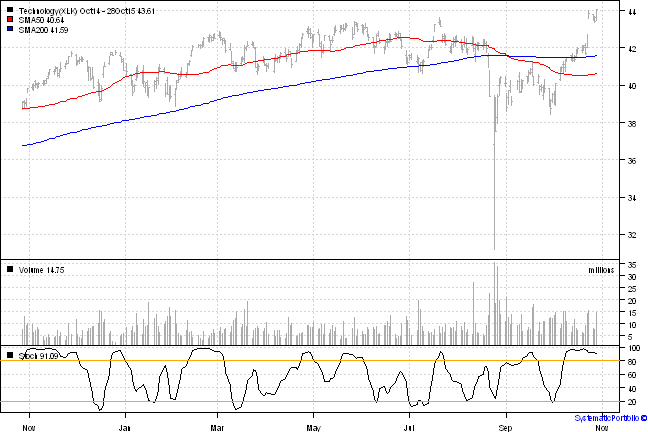 Technology(XLK) Oct14 - 28Oct15 43.61
SMA50 40.64
SMA200 41.59
44
42
40
38
36
34
32
Volume 14.75
millions
35
30
25
20
15
10
5
Stoch 91.09
100
80
60
40
20
Nov Jan Mar May Jul Sep Nov
SystematicPortfolio ©